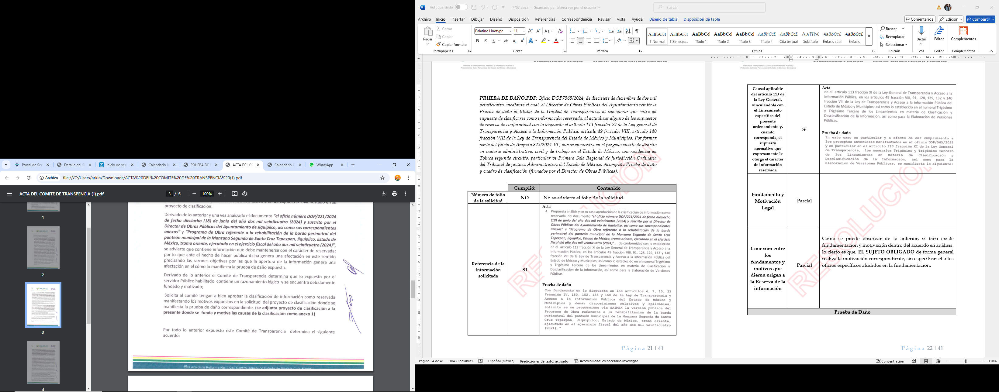 Portal de Ser
Detalle del S
Inicio de ses
Calendario in
PRUEBA DE
ACTA DEL CO
Calendario C
WhatsApp
Archivo
file:///C:/Users/arkin/Downloads/ACTA%20DEL%20COMITE%20DE%20TRANSPENCIA%20(1).pdf
ACTA DEL COMITE DE TRANSPENCIA (1).pdf
3 / 6
100%
1
2
3
4
proyecto de clasificacion:
Derivado de lo anterior y una vez analizado el documento "el oficio número DOP/221/2024
de fecha dieciocho (18) de junio del año dos mil veinticuatro (2024) y suscrito por el
Director de Obras Públicas del Ayuntamiento de Jiquipilco, así como sus correspondientes
anexos" y "Programa de Obra referente a la rehabilitación de la barda perimetral del
panteón municipal de la Manzana Segunda de Santa Cruz Tepexpan, Jiquipilco, Estado de
México, tramo oriente, ejecutado en el ejercicio fiscal del año dos mil veinticuatro (2024)",
se advierte que contiene información que debe mantenerse con el carácter de reservada;
por lo que ante el hecho de hacer publica dicha genera una afectación en este sentido
precisando las razones objetivas por las que la apertura de la información genera una
afectación en el cómo lo manifiesta la prueba de daño expuesta.
Derivado de lo anterior el Comité de Transparencia determina que lo expuesto por el
servidor Público habilitado contiene un razonamiento lógico y se encuentra debidamente
fundado y motivado;
Solicita al comité tengan a bien aprobar la clasificación de información como reservada
manifestando los motivos expuestos en la solicitud del proyecto de clasificación donde se
manifiesta la prueba de daño correspondiente. (se adjunta proyecto de clasificación a la
presente donde se funda y motiva las causas de la clasificación como anexo 1)
Por todo lo anterior expuesto este Comité de Transparencia determina el siguiente
acuerdo:
PLaza de la Reforma No. 1, Col. Centro, Jiquipilco Estado de México, C. P. 50800
Autoguardado
7707.docx - Guardado por última vez por el usuario
Buscar
Archivo Inicio Insertar Dibujar Diseño Disposición Referencias Correspondencia Revisar Vista Ayuda Diseño de tabla Disposición de tabla
Comentarios Edición Compartir
Pegar
Cortar
Copiar
Copiar formato
Portapapeles
Palatino Linotype 11
N K S ab x₂ x²
Fuente
Párrafo
AaBbCcI AaBbCcI AaBbCcI AaBbCcI AaBbCcI AaBbCcI AaBbCcI AaBbC AaBbCcI AaBbCcI
¶ Normal ¶ Sin espa... Título 1 Título 2 Título 3 Título 4 Cita textual Subtítulo Énfasis sutil Énfasis
Estilos
Buscar
Reemplazar
Seleccionar
Edición
Dictar
Voz
Editor
Editor
Complementos
Complementos
Instituto de Transparencia, Acceso a la Información Pública y
Protección de Datos Personales del Estado de México y Municipios
PRUEBA DE DAÑO.PDF: Oficio DOP7565/2024, de diecisiete de diciembre de dos mil
veinticuatro, mediante el cual, el Director de Obras Públicas del Ayuntamiento remite la
Prueba de daño al titular de la Unidad de Transparencia, al considerar que entra en
supuesto de clasificarse como información reservada, al actualizar alguno de los supuestos
de reserva de conformidad con lo dispuesto el artículo 113 fracción XI de la Ley general de
Transparencia y Acceso a la Información Pública; artículo 49 fracción VIII, artículo 140
fracción VIII de la Ley de Transparencia del Estado de México y Municipios. Por formar
parte del Juicio de Amparo 823/2024-VL, que se encuentra en el juzgado cuarto de distrito
en materia administrativa, civil y de trabajo en el Estado de México, con residencia en
Toluca segundo circuito, particular vs Primera Sala Regional de Jurisdicción Ordinaria
del Tribunal de justicia Administrativa del Estado de México. Acompaña Prueba de daño
y cuadro de clasificación (firmados por el Director de Obras Públicas).
Cumplió: Contenido
Número de folio
de la solicitud
NO
No se advierte el folio de la solicitud
Referencia de la
información
solicitada
SI
Acta
4. Propuesta análisis y en su caso aprobación de la clasificación de información como
reservada del documento "el oficio número DOP/221/2024 de fecha dieciocho
(18) de junio del año dos mil veinticuatro (2024) y suscrito por el Director de
Obras Públicas del Ayuntamiento de Jiquipilco, así como sus correspondientes
anexos" y "Programa de Obra referente a la rehabilitación de la barda
perimetral del panteón municipal de la Manzana Segunda de Santa Cruz
Tepexpan, Jiquipilco, Estado de México, tramo oriente, ejecutado en el ejercicio
fiscal del año dos mil veinticuatro (2024)", de conformidad con lo establecido
en el artículo 113 fracción XI de la Ley General de Transparencia y Acceso a la
Información Pública, en los artículos 49 fracción VIII, 91, 128, 129, 132 y 140
fracción VIII de la Ley de Transparencia y Acceso a la información Pública del
Estado de México y Municipios; así como lo establecido en el numeral Trigésimo
y Trigésimo Tercero de los Lineamientos en materia de Clasificación y
Desclasificación de la Información, así como para la Elaboración de Versiones
Públicas.
Prueba de daño
Con fundamento en lo dispuesto en los artículos 4, 7, 15, 23
fracción IV, 150, 152, 155 y 160 de la Ley de Transparencia y
Acceso a la Información Pública del Estado de México y
Municipios y demás disposiciones relativas y aplicables,
solicito se me proporcione vía SAIMEX la versión pública del
Programa de Obra referente a la rehabilitación de la barda
perimetral del panteón municipal de la Manzana Segunda de Santa
Cruz Tepexpan, Jiquipilco, Estado de México, tramo oriente,
ejecutado en el ejercicio fiscal del año dos mil veinticuatro
(2024)."
RESOLUCIÓN
Página 21 | 41
Instituto de Transparencia, Acceso a la Información Pública y
Protección de Datos Personales del Estado de México y Municipios
Causal aplicable
del artículo 113 de
la Ley General,
vinculándola con
el Lineamiento
específico del
presente
ordenamiento y,
cuando
corresponda, el
supuesto
normativo que
expresamente le
otorga el carácter
de información
reservada
Sí
Acta
en el artículo 113 fracción XI de la Ley General de Transparencia y Acceso a la
Información Pública, en los artículos 49 fracción VIII, 91, 128, 129, 132 y 140
fracción VIII de la Ley de Transparencia y Acceso a la información Pública del
Estado de México y Municipios; así como lo establecido en el numeral Trigésimo
y Trigésimo Tercero de los Lineamientos en materia de Clasificación y
Desclasificación de la Información, así como para la Elaboración de Versiones
Públicas.
Prueba de daño
En este caso en particular y a efecto de dar cumplimiento a
los preceptos anteriores manifestados en el oficio DOP/565/2024
y en particular en el artículo 113 fracción XI de la Ley General
de Transparencia, los numerales Trigésimo y Trigésimo Tercero
de los Lineamientos en materia de Clasificación y
Desclasificación de la Información, así como para la
Elaboración de Versiones Públicas, se manifiesta lo siguiente:
Fundamento y
Motivación
Legal
Parcial
Conexión entre
los
fundamentos y
motivos que
dieron origen a
la Reserva de la
información
Parcial
Como se puede observar de lo anterior, si bien existe
fundamentación y motivación dentro del acuerdo en análisis,
lo cierto es que, EL SUJETO OBLIGADO de forma general
realiza la motivación correspondiente, sin especificar el o los
oficios específicos aludidos en la fundamentación.
Prueba de Daño
RESOLUCIÓN
Página 22 | 41
Página 24 de 41 10439 palabras Español (México) Predicciones de texto: activado Accesibilidad: es necesario investigar
Concentración 110%